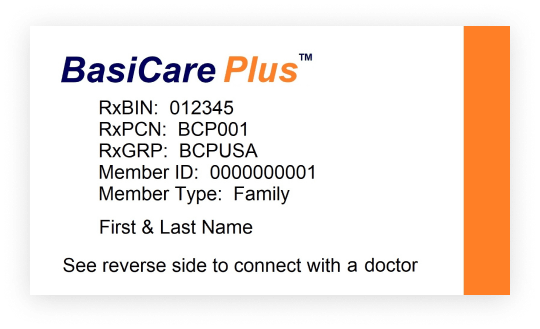 BasiCare Plus™
RxBIN: 012345
RxPCN: BCP001
RxGRP: BCPUSA
Member ID: 0000000001
Member Type: Family
First & Last Name
See reverse side to connect with a doctor